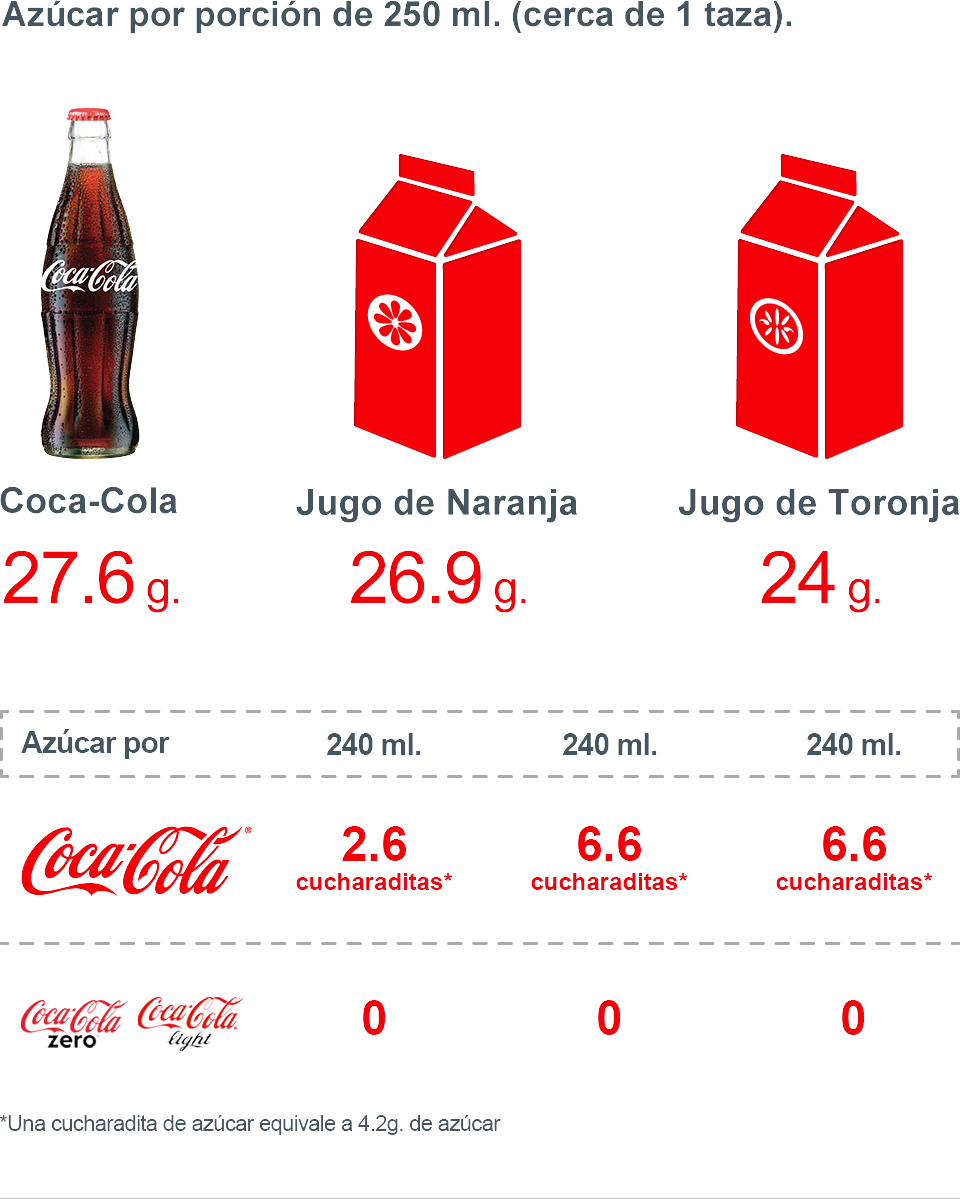 Azúcar por porción de 250 ml. (cerca de 1 taza).
Coca-Cola
Coca-Cola
Jugo de Naranja
Jugo de Toronja
27.6 g.
26.9 g.
24 g.
Azúcar por
240 ml.
240 ml.
240 ml.
Coca-Cola®
2.6
cucharaditas*
6.6
cucharaditas*
6.6
cucharaditas*
Coca-Cola
zero
Coca-Cola
light
0
0
0
*Una cucharadita de azúcar equivale a 4.2g. de azúcar